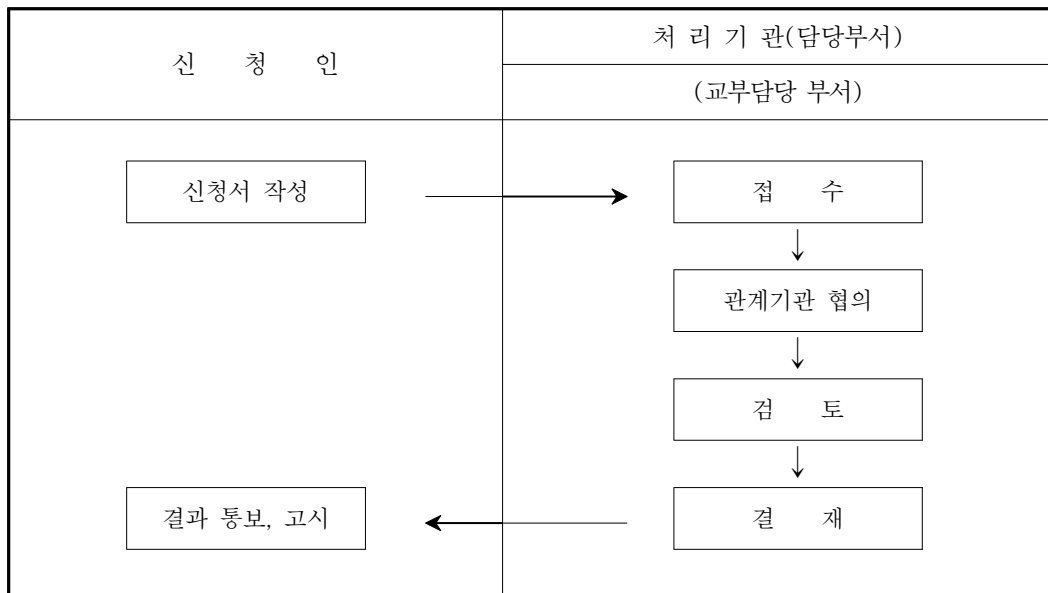 신 청 인
처 리 기 관(담당부서)
(교부담당 부서)
신청서 작성
접 수
관계기관 협의
검 토
결과 통보, 고시
결 재